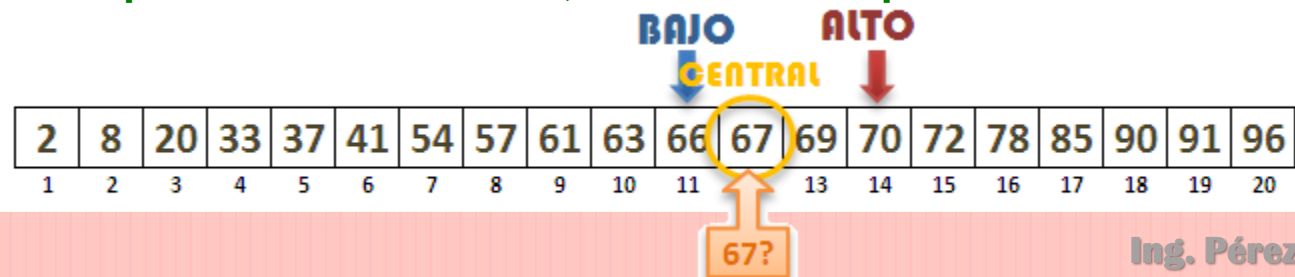 BAJO
ALTO
CENTRAL
2 8 20 33 37 41 54 57 61 63 66 67 69 70 72 78 85 90 91 96
1 2 3 4 5 6 7 8 9 10 11 13 14 15 16 17 18 19 20
67?
Ing. Pérez